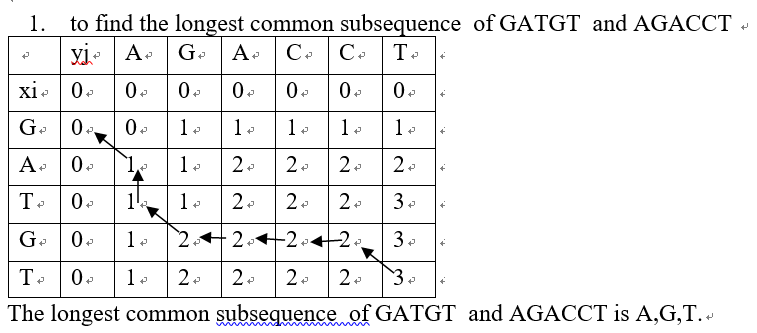 1. to find the longest common subsequence of GATGT and AGACCT
yj A G A C C T
xi 0 0 0 0 0 0 0
G 0 0 1 1 1 1 1
A 0 1 1 2 2 2 2
T 0 1 1 2 2 2 3
G 0 1 2 2 2 2 3
T 0 1 2 2 2 2 3
The longest common subsequence of GATGT and AGACCT is A,G,T.